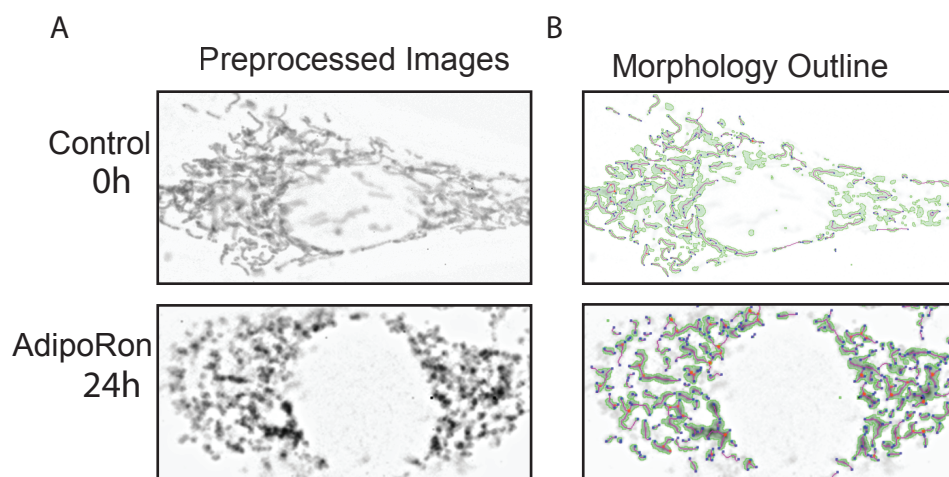 A
B
Preprocessed Images
Morphology Outline
Control
0h
AdipoRon
24h